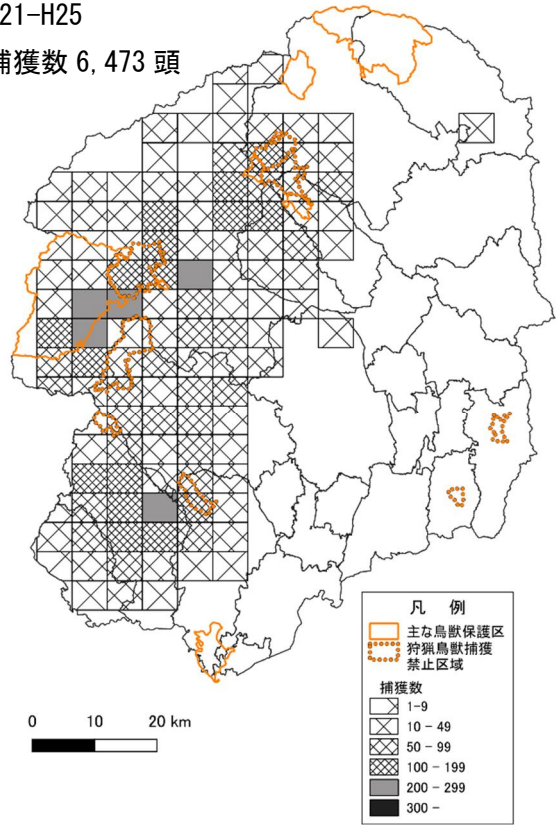 21-H25
捕獲数 6,473 頭
凡 例
主な鳥獣保護区
狩猟鳥獣捕獲
禁止区域
捕獲数
1-9
10 - 49
50 - 99
100 - 199
200 - 299
300 -
0 10 20 km